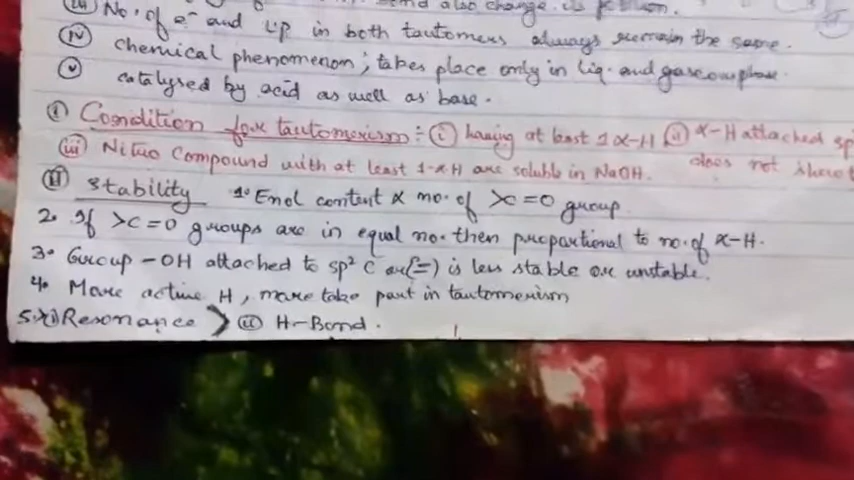 (iii) No. of e⁻ and l.p in both tautomers always remain the same.
(iv) chemical phenomenon; takes place only in liq. and gaseous phase.
(v) catalysed by acid as well as base.
(i) Condition for tautomerism :- (i) having at least 1 α-H (ii) α-H attached sp
(iii) Nitro Compound with at least 1-αH are soluble in NaOH. does not show t
(ii) Stability 1. Enol content ∝ no. of >C=O group.
2. If >C=O groups are in equal no. then proportional to no. of α-H.
3. Group -OH attached to sp² C or (=) is less stable or unstable.
4. More active H, more take part in tautomerism
5. (i) Resonance > (ii) H-Bond.